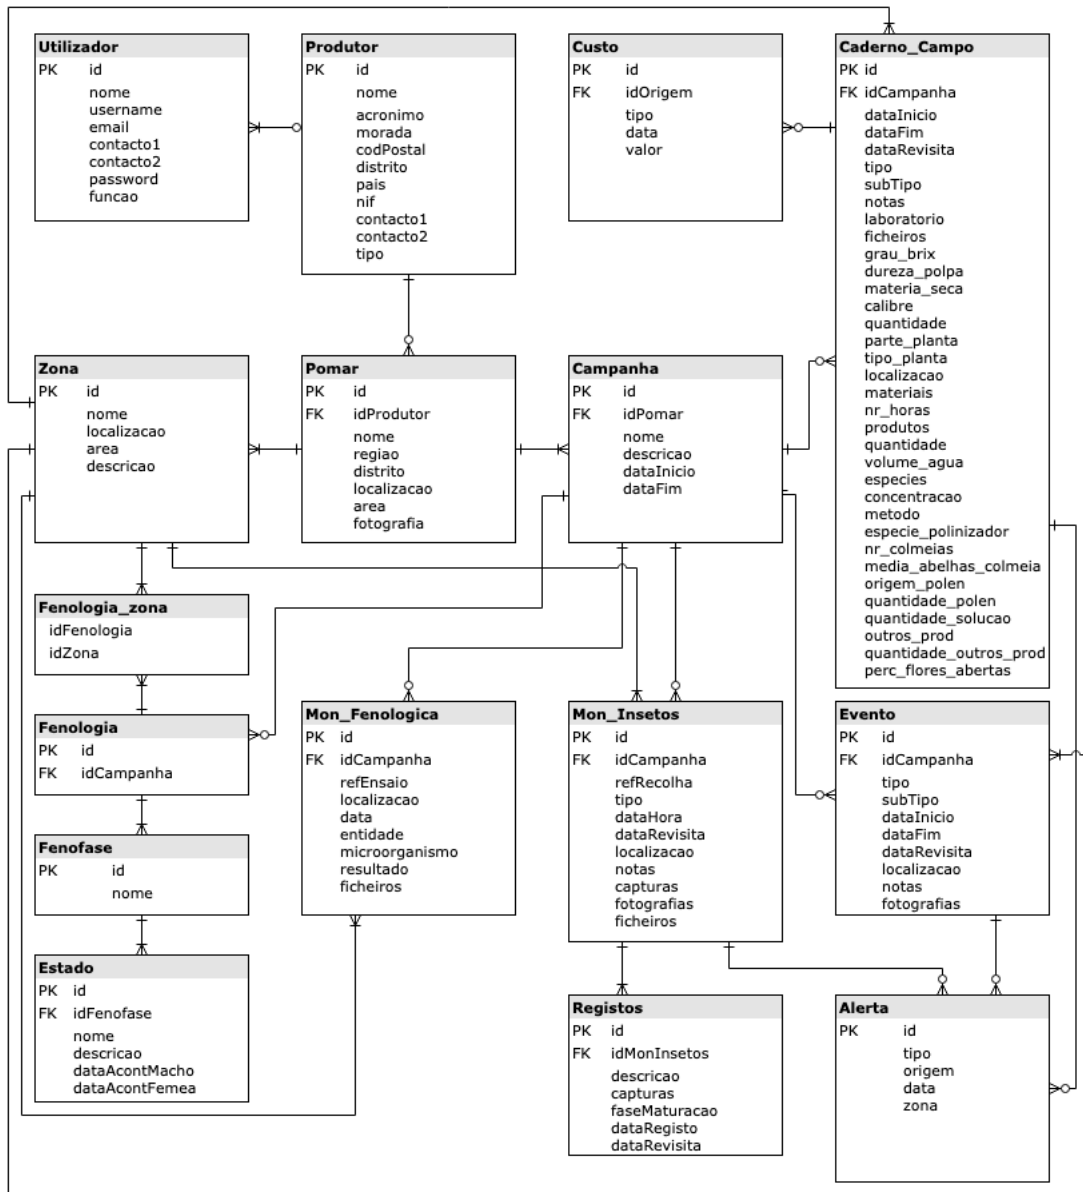 Utilizador
PK id
nome
username
email
contacto1
contacto2
password
funcao
Produtor
PK id
nome
acronimo
morada
codPostal
distrito
pais
nif
contacto1
contacto2
tipo
Custo
PK id
FK idOrigem
tipo
data
valor
Caderno_Campo
PK id
FK idCampanha
dataInicio
dataFim
dataRevisita
tipo
subTipo
notas
laboratorio
ficheiros
grau_brix
dureza_polpa
materia_seca
calibre
quantidade
parte_planta
tipo_planta
localizacao
materiais
nr_horas
produtos
quantidade
volume_agua
especies
concentracao
metodo
especie_polinizador
nr_colmeias
media_abelhas_colmeia
origem_polen
quantidade_polen
quantidade_solucao
outros_prod
quantidade_outros_prod
perc_flores_abertas
Zona
PK id
nome
localizacao
area
descricao
Pomar
PK id
FK idProdutor
nome
regiao
distrito
localizacao
area
fotografia
Campanha
PK id
FK idPomar
nome
descricao
dataInicio
dataFim
Fenologia_zona
idFenologia
idZona
Fenologia
PK id
FK idCampanha
Fenofase
PK id
nome
Estado
PK id
FK idFenofase
nome
descricao
dataAcontMacho
dataAcontFemea
Mon_Fenologica
PK id
FK idCampanha
refEnsaio
localizacao
data
entidade
microorganismo
resultado
ficheiros
Mon_Insetos
PK id
FK idCampanha
refRecolha
tipo
dataHora
dataRevisita
localizacao
notas
capturas
fotografias
ficheiros
Evento
PK id
FK idCampanha
tipo
subTipo
dataInicio
dataFim
dataRevisita
localizacao
notas
fotografias
Registos
PK id
FK idMonInsetos
descricao
capturas
faseMaturacao
dataRegisto
dataRevisita
Alerta
PK id
tipo
origem
data
zona